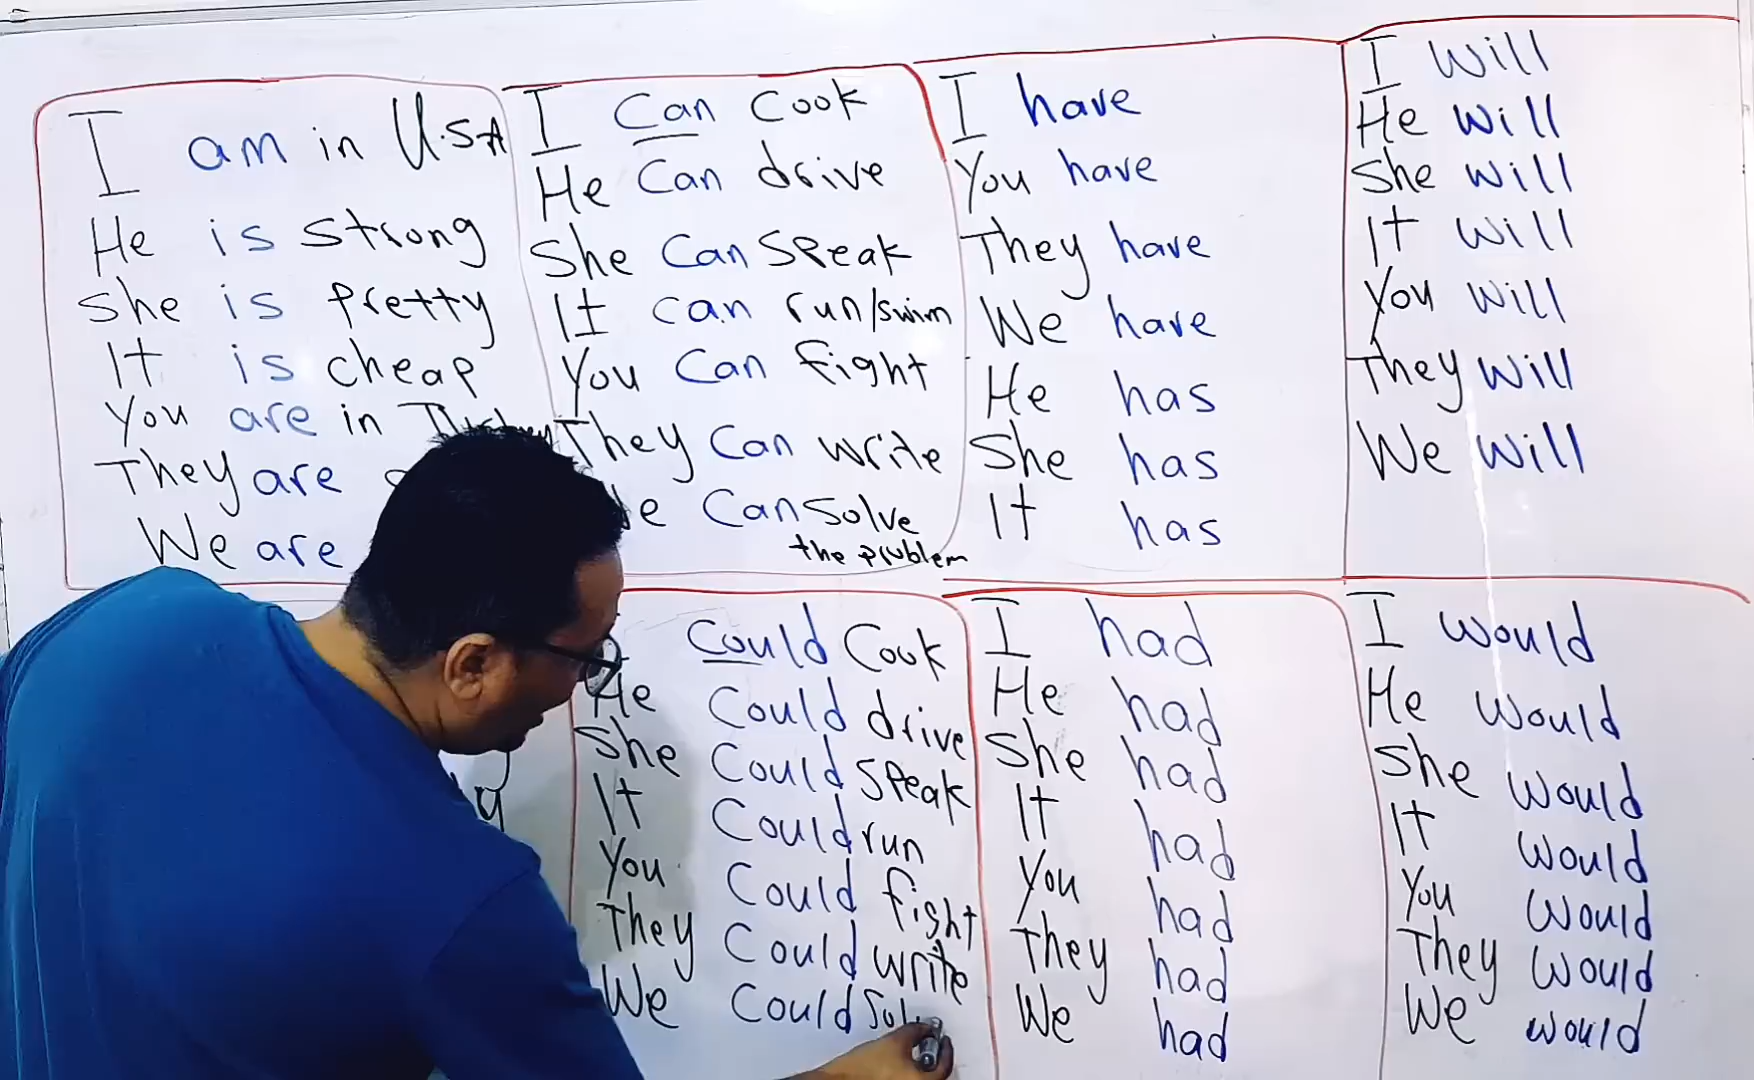 I am in U.S.A
He is strong
She is pretty
It is cheap
You are in Turkey
They are
We are
I Can Cook
He Can drive
She Can Speak
It can run/swim
You Can fight
They Can write
Can Solve
the problem
I have
You have
They have
We have
He has
She has
It has
I will
He will
She will
It will
You will
They will
We will
Could Cook
He Could drive
She Could Speak
It Could run
You Could fight
They Could write
We Could
I had
He had
She had
It had
You had
They had
We had
I would
He would
She would
It would
You would
They would
We would